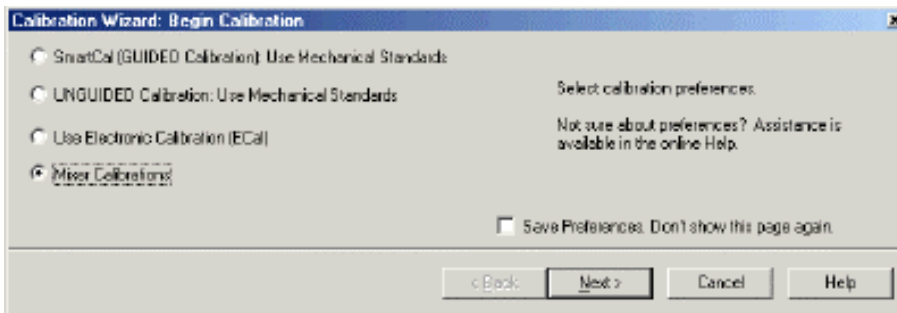 Calibration Wizard: Begin Calibration
SmartCal (GUIDED Calibration): Use Mechanical Standards
UNGUIDED Calibration: Use Mechanical Standards
Use Electronic Calibration (ECal)
Mixer Calibrations
Select calibration preferences.
Not sure about preferences? Assistance is
available in the online Help.
Save Preferences. Don't show this page again.
< Back
Next >
Cancel
Help